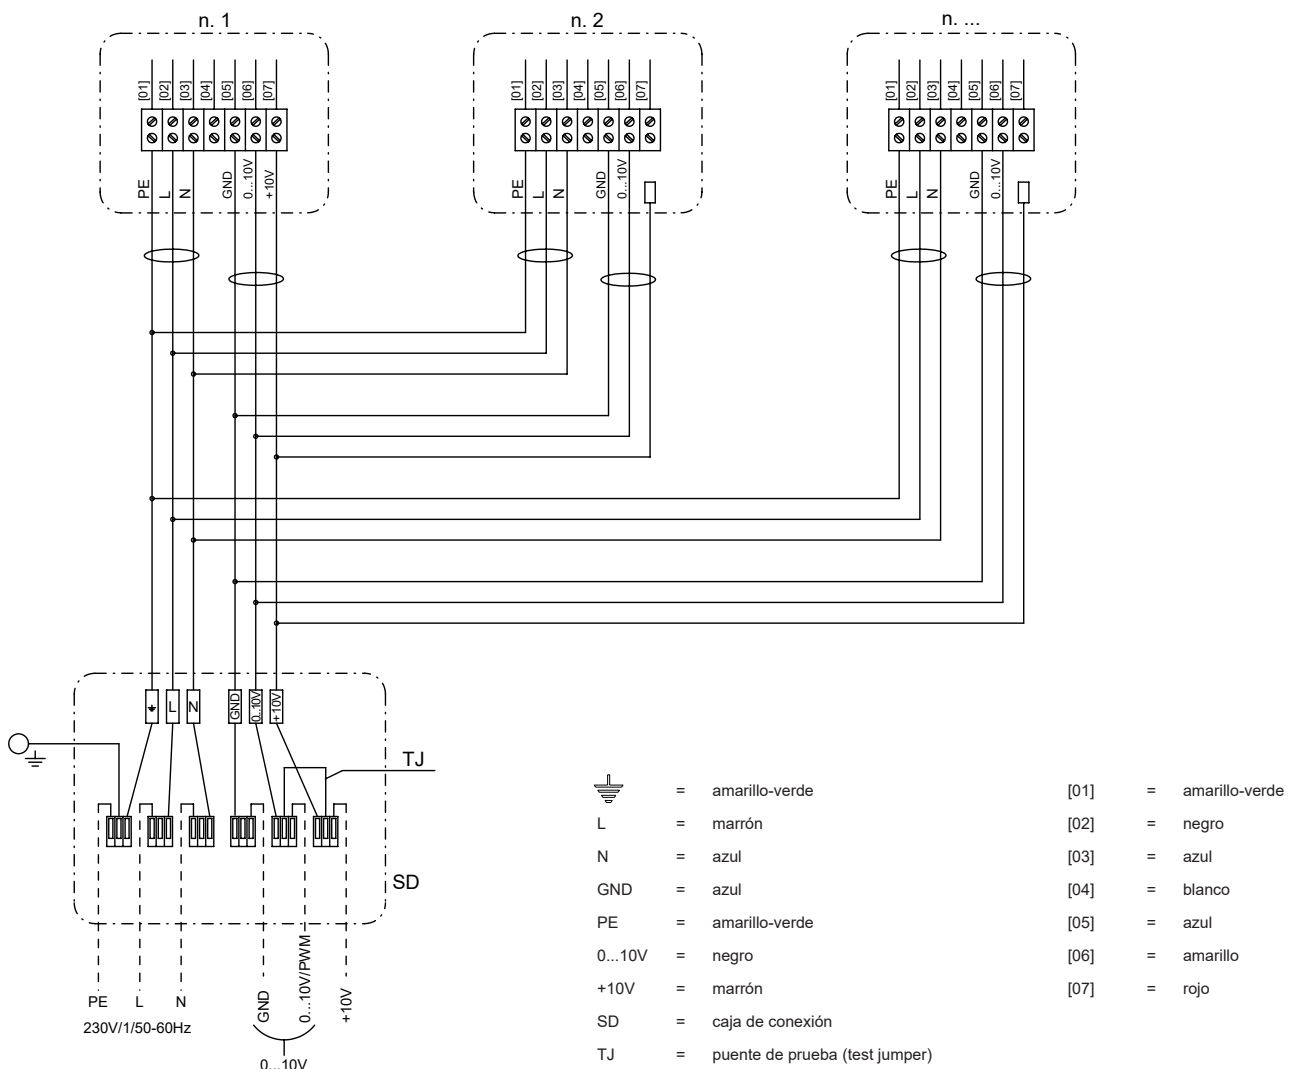 n. 1
n. 2
n. ...
[01] [02] [03] [04] [05] [06] [07]
[01] [02] [03] [04] [05] [06] [07]
[01] [02] [03] [04] [05] [06] [07]
PE L N GND 0...10V +10V
PE L N GND 0...10V
PE L N GND 0...10V
L N GND 0..10V +10V
TJ
SD
PE L N
230V/1/50-60Hz
GND 0...10V/PWM +10V
0...10V
= amarillo-verde
L = marrón
N = azul
GND = azul
PE = amarillo-verde
0...10V = negro
+10V = marrón
SD = caja de conexión
TJ = puente de prueba (test jumper)
[01] = amarillo-verde
[02] = negro
[03] = azul
[04] = blanco
[05] = azul
[06] = amarillo
[07] = rojo